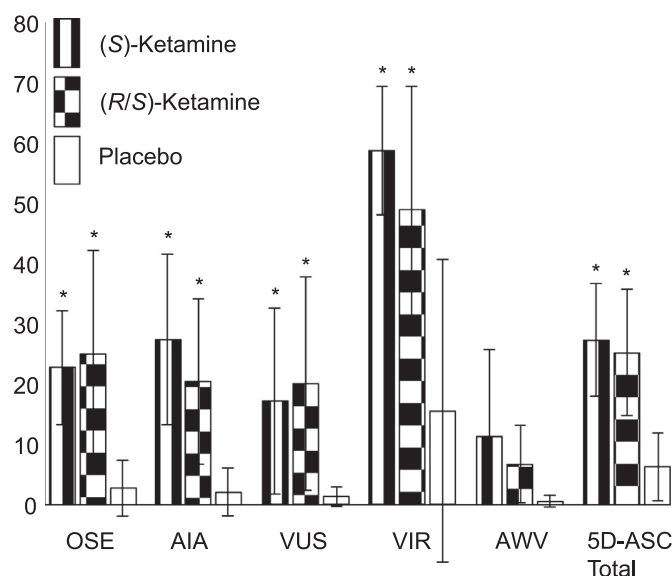 80
70
60
50
40
30
20
10
0
(S)-Ketamine
(R/S)-Ketamine
Placebo
* * * * * * * * * *
OSE AIA VUS VIR AWV 5D-ASC
Total